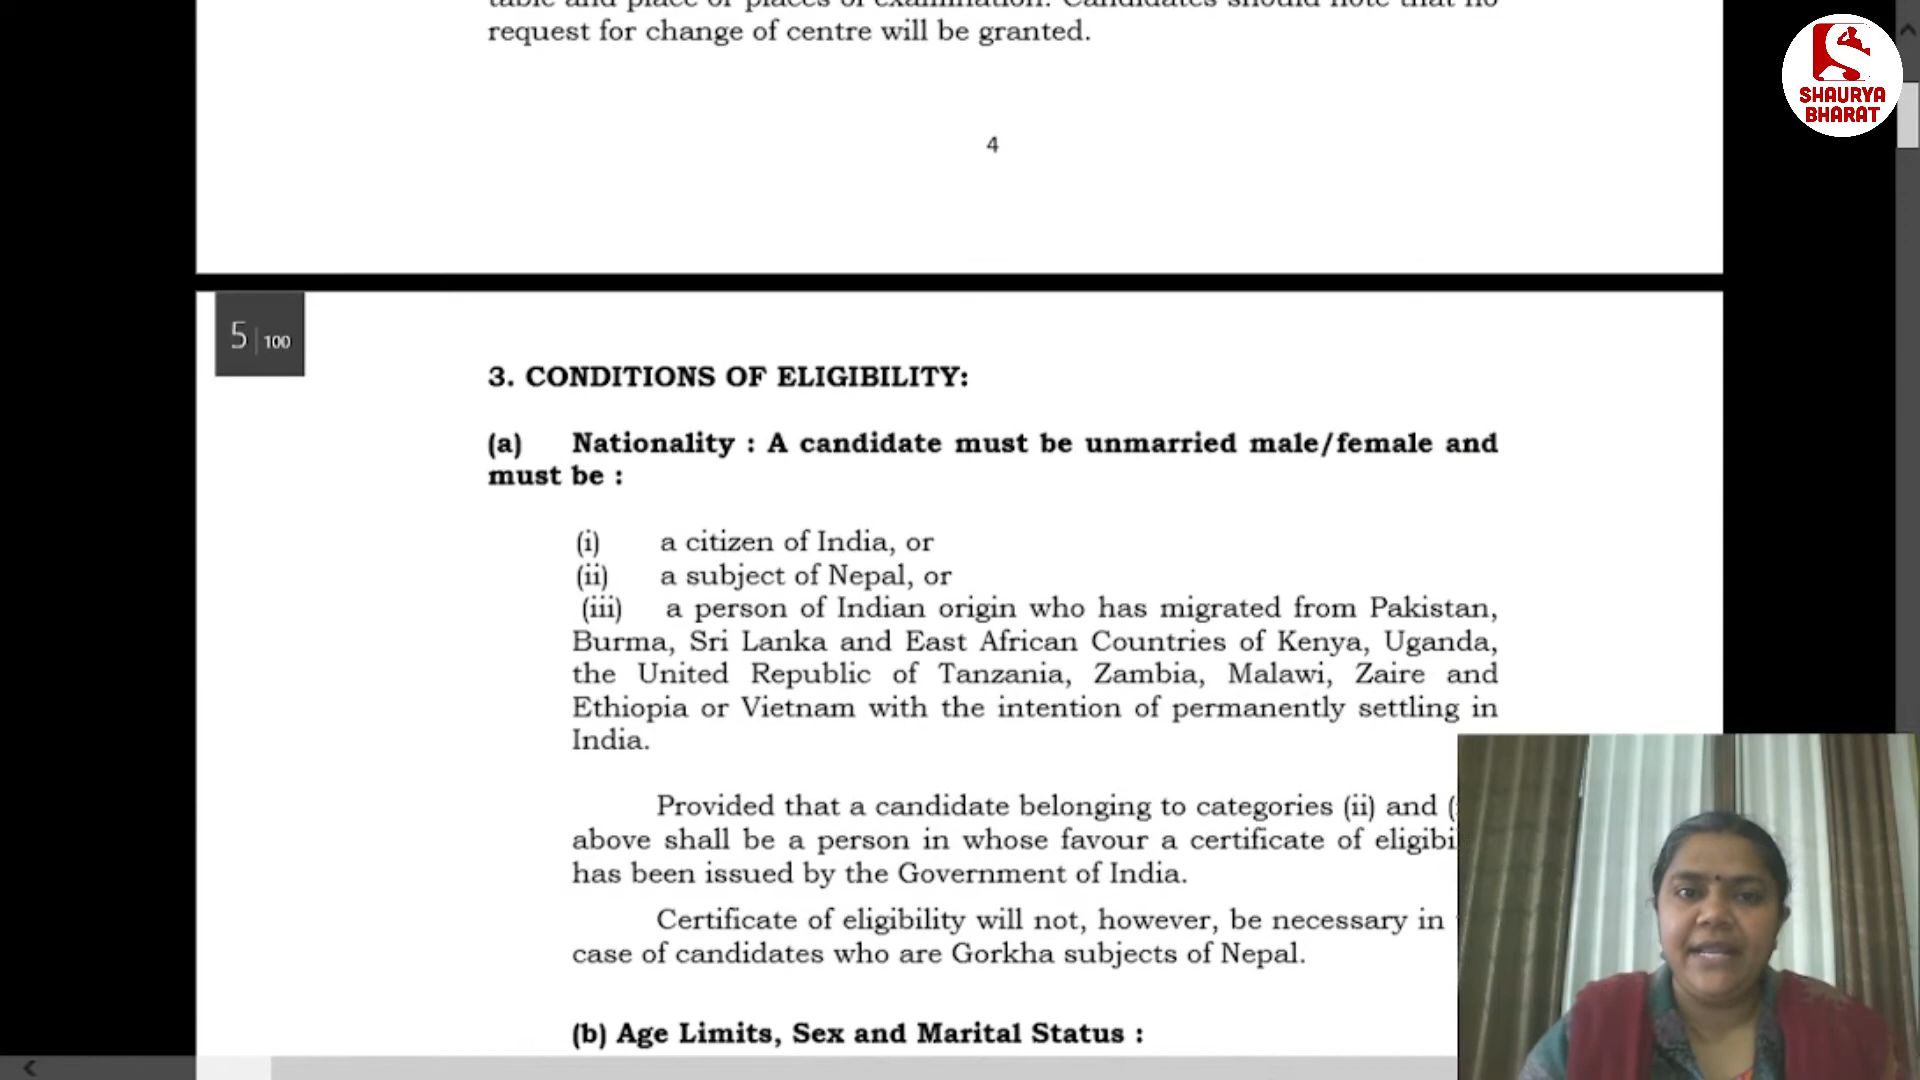 request for change of centre will be granted.
SHAURYA
BHARAT
4
5 | 100
3. CONDITIONS OF ELIGIBILITY:
(a) Nationality : A candidate must be unmarried male/female and
must be :
(i) a citizen of India, or
(ii) a subject of Nepal, or
(iii) a person of Indian origin who has migrated from Pakistan,
Burma, Sri Lanka and East African Countries of Kenya, Uganda,
the United Republic of Tanzania, Zambia, Malawi, Zaire and
Ethiopia or Vietnam with the intention of permanently settling in
India.
Provided that a candidate belonging to categories (ii) and
above shall be a person in whose favour a certificate of
has been issued by the Government of India.
Certificate of eligibility will not, however, be necessary in
case of candidates who are Gorkha subjects of Nepal.
(b) Age Limits, Sex and Marital Status :